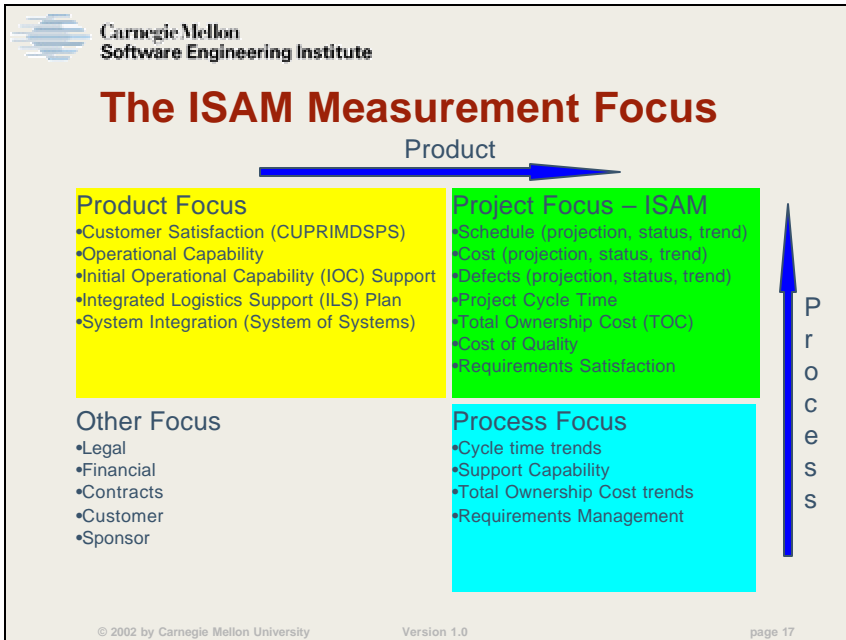 Carnegie Mellon
Software Engineering Institute
The ISAM Measurement Focus
Product
Product Focus
•Customer Satisfaction (CUPRIMDSPS)
•Operational Capability
•Initial Operational Capability (IOC) Support
•Integrated Logistics Support (ILS) Plan
•System Integration (System of Systems)
Project Focus – ISAM
•Schedule (projection, status, trend)
•Cost (projection, status, trend)
•Defects (projection, status, trend)
•Project Cycle Time
•Total Ownership Cost (TOC)
•Cost of Quality
•Requirements Satisfaction
Process
Other Focus
•Legal
•Financial
•Contracts
•Customer
•Sponsor
Process Focus
•Cycle time trends
•Support Capability
•Total Ownership Cost trends
•Requirements Management
© 2002 by Carnegie Mellon University
Version 1.0
page 17